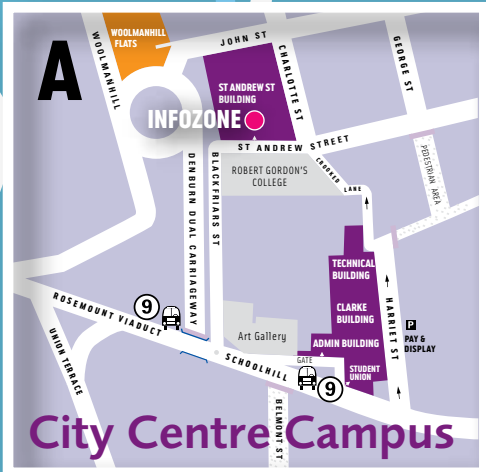 A
WOOLMANHILL
FLATS
WOOLMANHILL
JOHN ST
CHARLOTTE ST
GEORGE ST
ST ANDREW ST
BUILDING
INFOZONE
ST ANDREW STREET
ROBERT GORDON'S
COLLEGE
CROOKED LANE
PEDESTRIAN AREA
DENBURN DUAL CARRIAGEWAY
BLACKFRIARS ST
TECHNICAL
BUILDING
CLARKE
BUILDING
ADMIN BUILDING
HARRIET ST
P
PAY &
DISPLAY
9
ROSEMOUNT VIADUCT
UNION TERRACE
Art Gallery
GATE
SCHOOLHILL
STUDENT
UNION
9
BELMONT ST
City Centre Campus